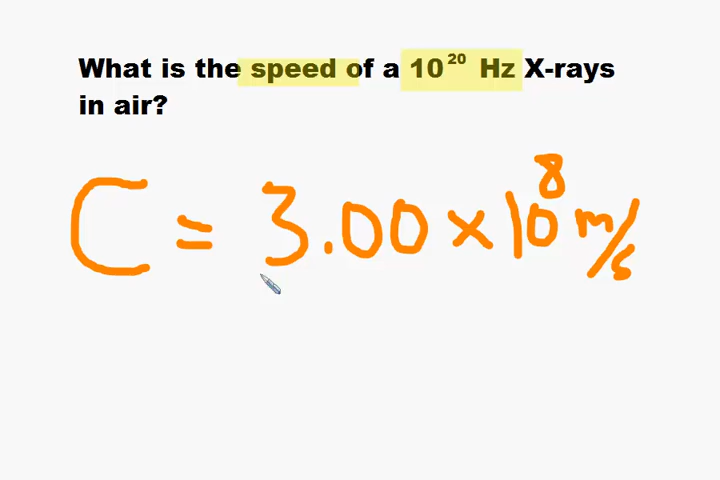 What is the speed of a 10²⁰ Hz X-rays
in air?
C = 3.00 × 10⁸ m/s